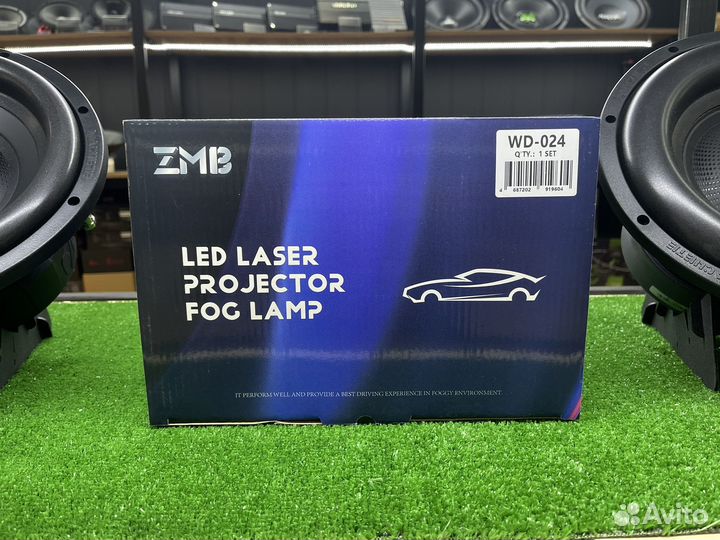 ZMB
WD-024
Q'TY.: 1 SET
4 687202 919604
LED LASER
PROJECTOR
FOG LAMP
IT PERFORM WELL AND PROVIDE A BEST DRIVING EXPERIENCE IN FOGGY ENVIRONMENT
Avito